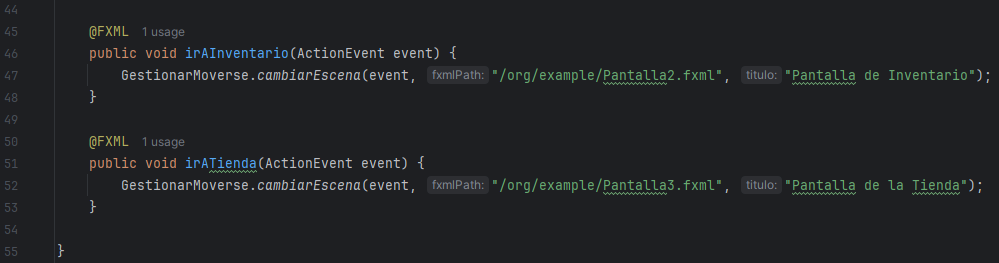 44
45 @FXML 1 usage
46 public void irAInventario(ActionEvent event) {
47 GestionarMoverse.cambiarEscena(event, fxmlPath: "/org/example/Pantalla2.fxml", titulo: "Pantalla de Inventario");
48 }
49
50 @FXML 1 usage
51 public void irATienda(ActionEvent event) {
52 GestionarMoverse.cambiarEscena(event, fxmlPath: "/org/example/Pantalla3.fxml", titulo: "Pantalla de la Tienda");
53 }
54
55 }